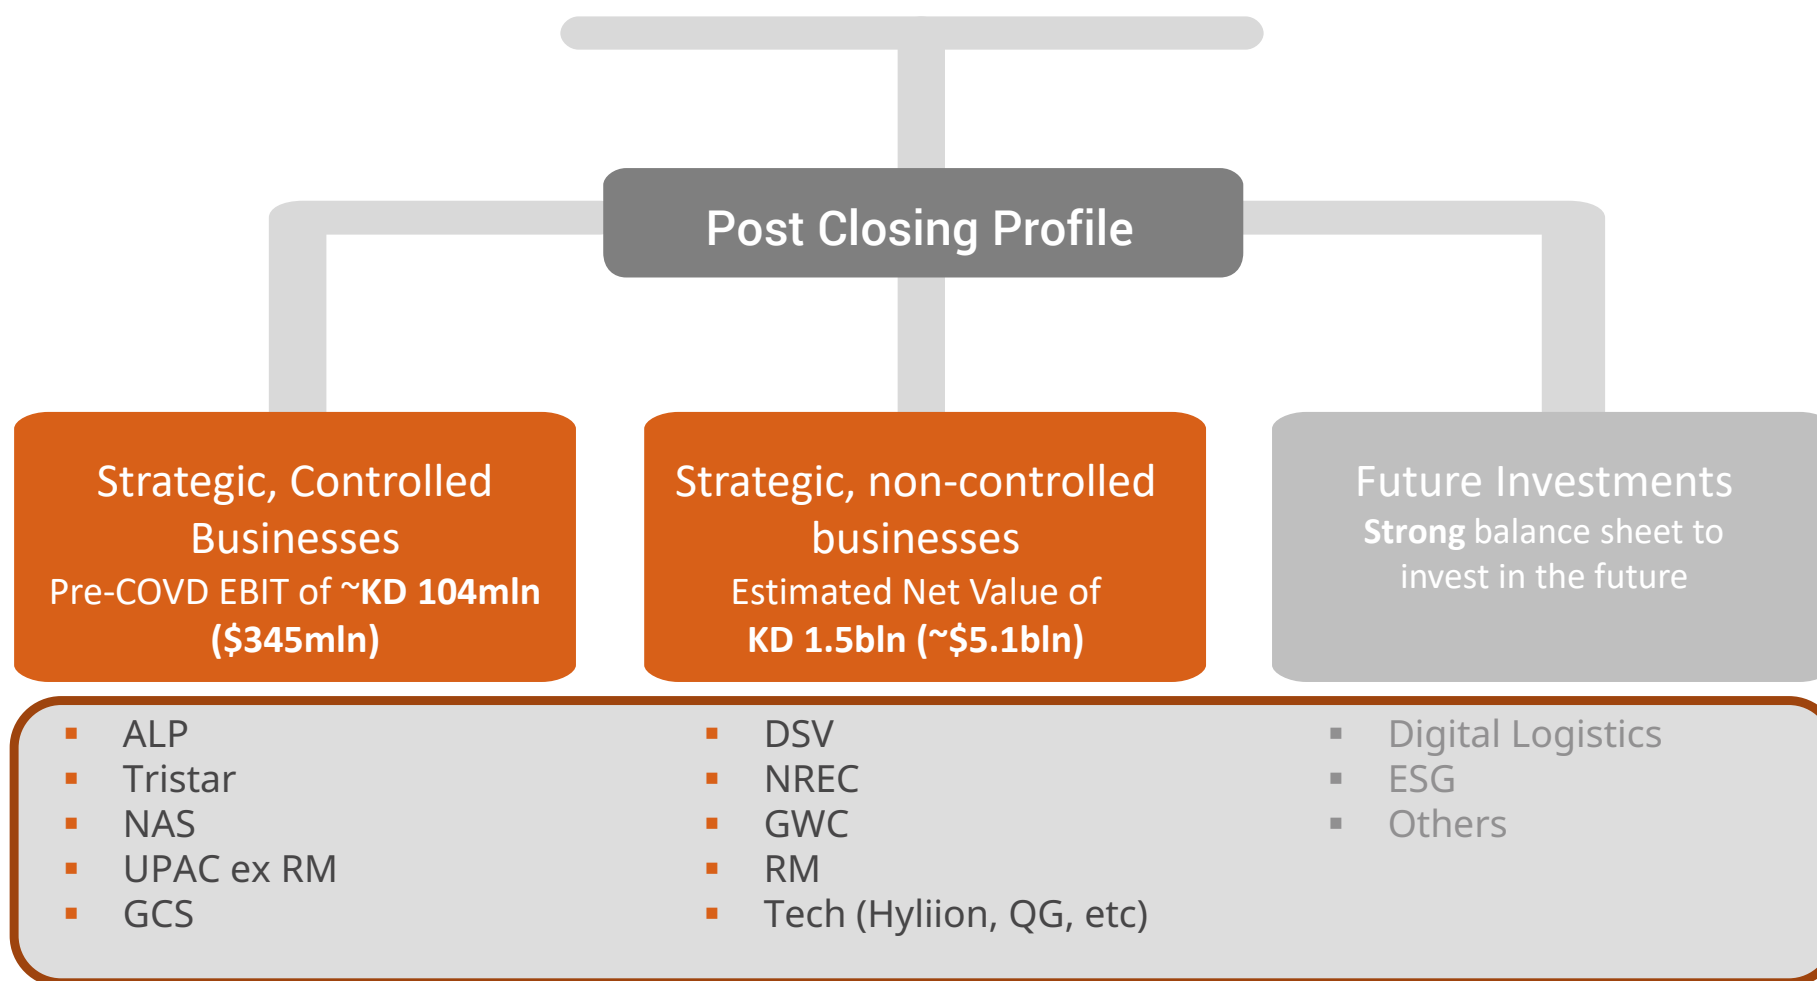 Post Closing Profile
Strategic, Controlled
Businesses
Pre-COVD EBIT of ~KD 104mln
($345mln)
Strategic, non-controlled
businesses
Estimated Net Value of
KD 1.5bln (~$5.1bln)
Future Investments
Strong balance sheet to
invest in the future
▪ ALP
▪ Tristar
▪ NAS
▪ UPAC ex RM
▪ GCS
▪ DSV
▪ NREC
▪ GWC
▪ RM
▪ Tech (Hyliion, QG, etc)
▪ Digital Logistics
▪ ESG
▪ Others